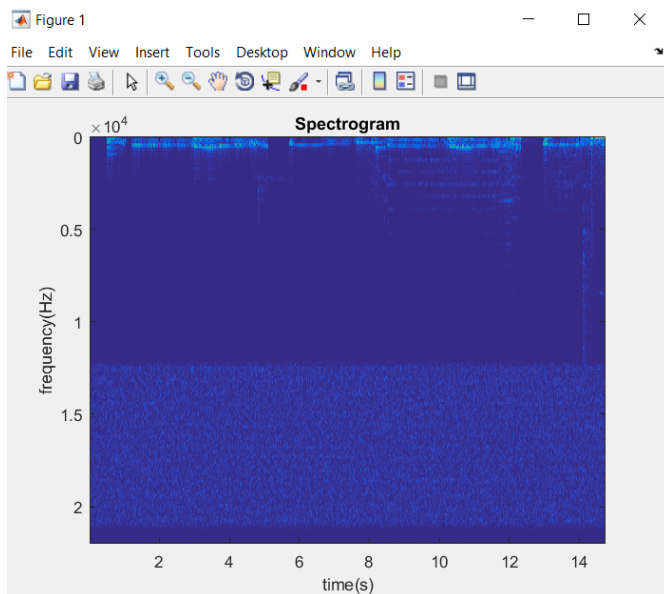 Figure 1
File Edit View Insert Tools Desktop Window Help
×10⁴
Spectrogram
0
0.5
1
1.5
2
frequency(Hz)
2 4 6 8 10 12 14
time(s)